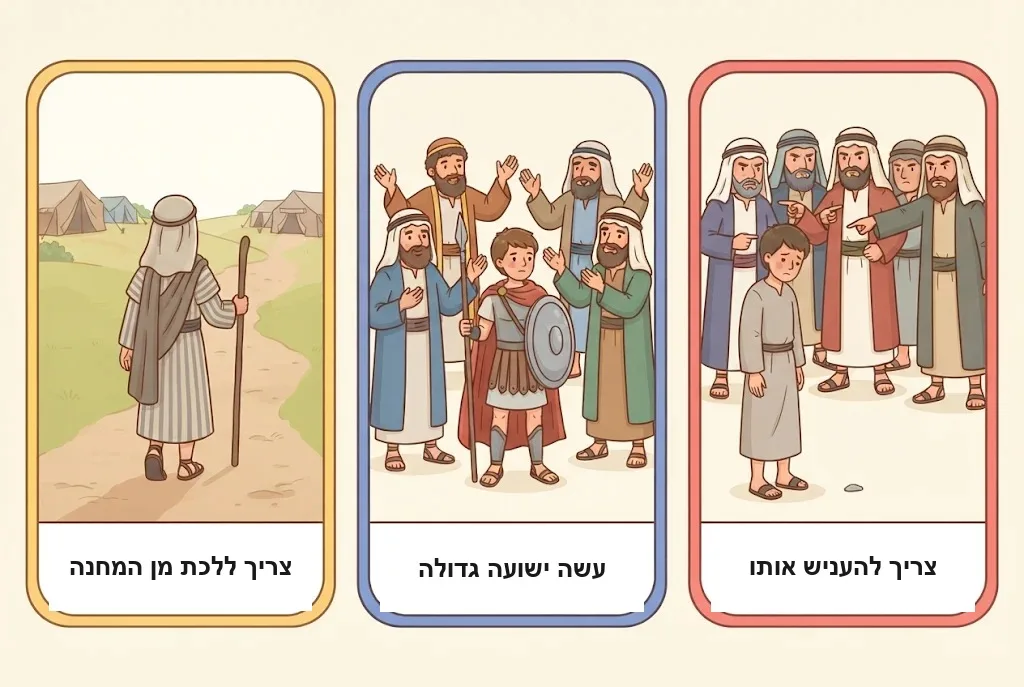 צריך להעניש אותו
עשה ישועה גדולה
צריך ללכת מן המחנה